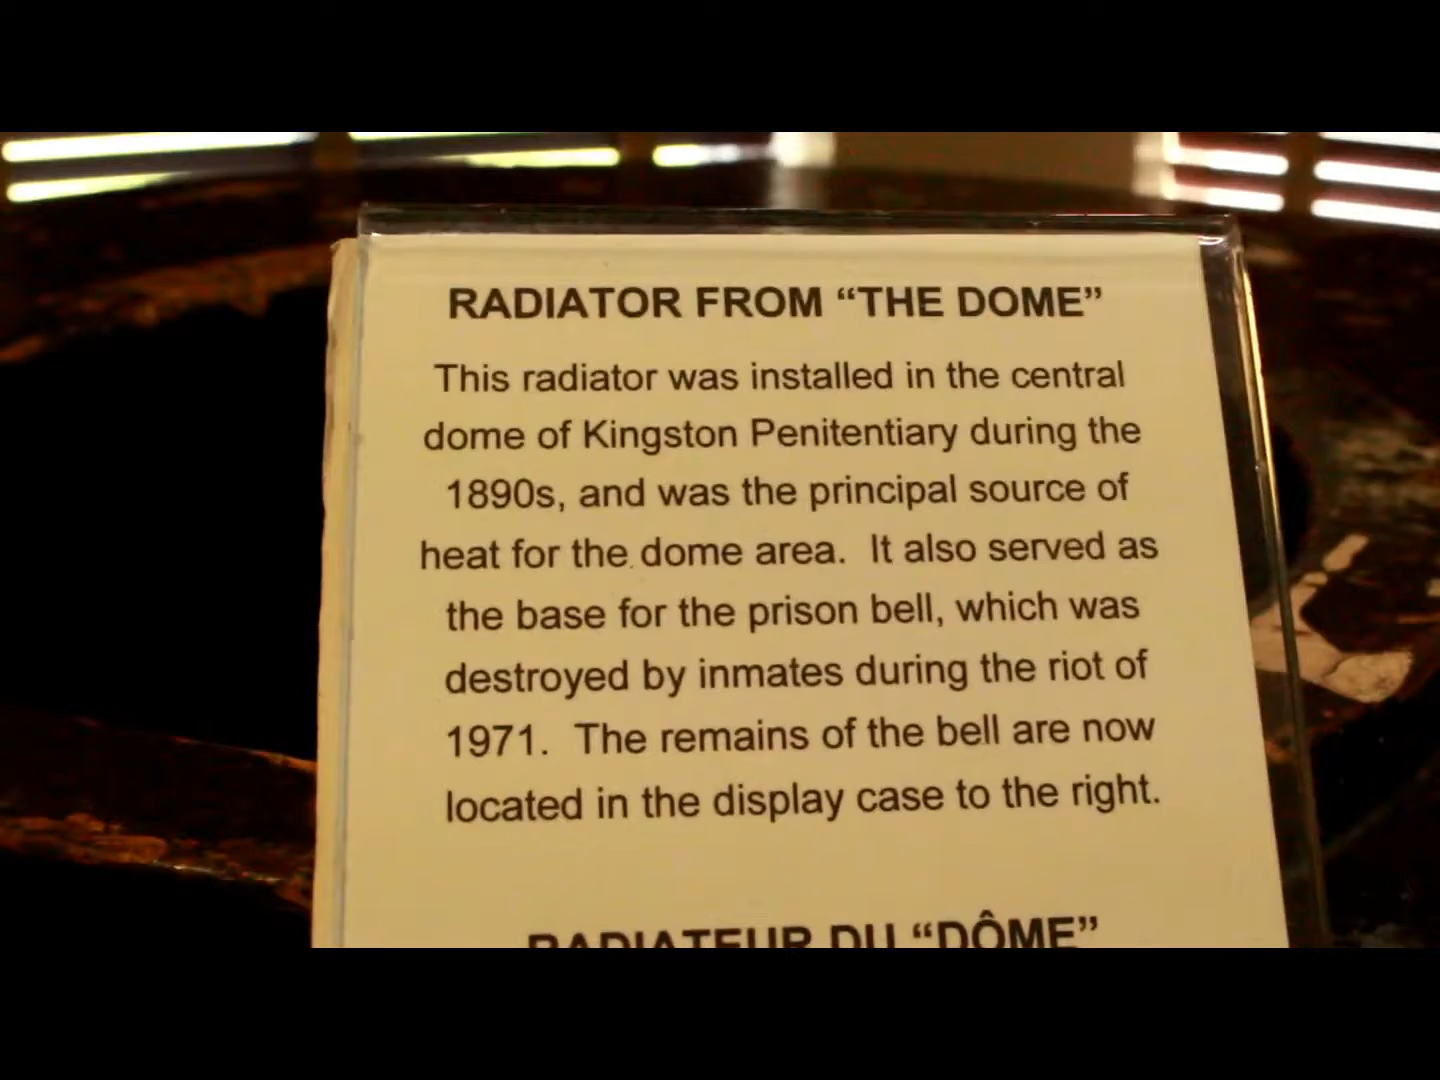 RADIATOR FROM “THE DOME”
This radiator was installed in the central
dome of Kingston Penitentiary during the
1890s, and was the principal source of
heat for the dome area.  It also served as
the base for the prison bell, which was
destroyed by inmates during the riot of
1971.  The remains of the bell are now
located in the display case to the right.
RADIATEUR DU “DÔME”